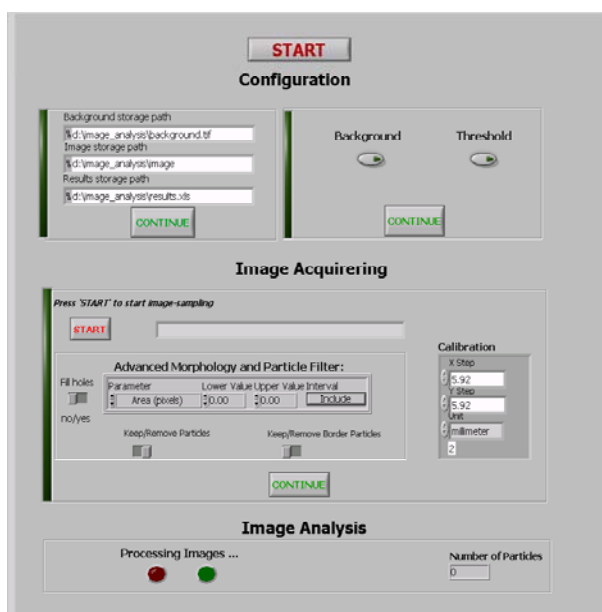 START
Configuration
Background storage path
d:\image_analysis\background.tif
Image storage path
d:\image_analysis\image
Results storage path
d:\image_analysis\results.xls
CONTINUE
Background Threshold
CONTINUE
Image Acquirering
Press 'START' to start image-sampling
START
Advanced Morphology and Particle Filter:
Fill holes
no/yes
Parameter Lower Value Upper Value Interval
Area (pixels) 0.00 0.00 Include
Keep/Remove Particles Keep/Remove Border Particles
Calibration
X Step
5.92
Y Step
5.92
Unit
millimeter
2
CONTINUE
Image Analysis
Processing Images ...
Number of Particles
0